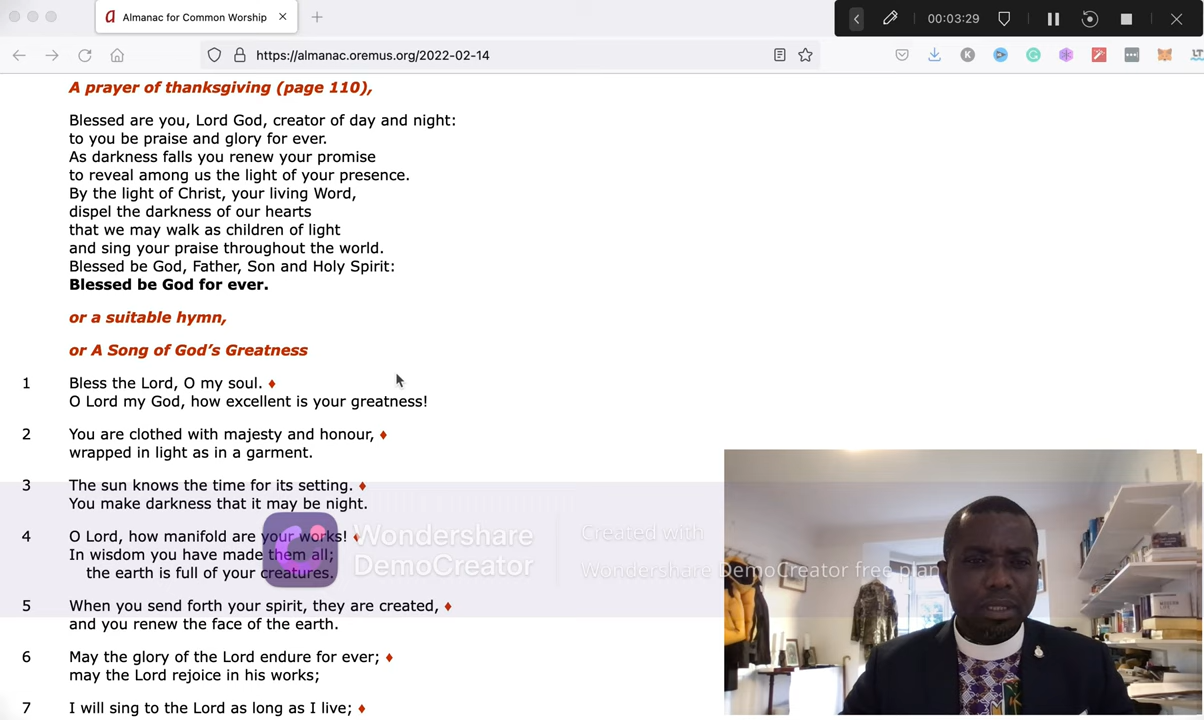 Almanac for Common Worship
00:03:29
https://almanac.oremus.org/2022-02-14
A prayer of thanksgiving (page 110),
Blessed are you, Lord God, creator of day and night:
to you be praise and glory for ever.
As darkness falls you renew your promise
to reveal among us the light of your presence.
By the light of Christ, your living Word,
dispel the darkness of our hearts
that we may walk as children of light
and sing your praise throughout the world.
Blessed be God, Father, Son and Holy Spirit:
Blessed be God for ever.
or a suitable hymn,
or A Song of God’s Greatness
1 Bless the Lord, O my soul. ♦
O Lord my God, how excellent is your greatness!
2 You are clothed with majesty and honour, ♦
wrapped in light as in a garment.
3 The sun knows the time for its setting. ♦
You make darkness that it may be night.
4 O Lord, how manifold are your works! ♦
In wisdom you have made them all;
the earth is full of your creatures.
5 When you send forth your spirit, they are created, ♦
and you renew the face of the earth.
6 May the glory of the Lord endure for ever; ♦
may the Lord rejoice in his works;
7 I will sing to the Lord as long as I live; ♦
Wondershare
DemoCreator
Created with
Wondershare DemoCreator free plan
K
LT